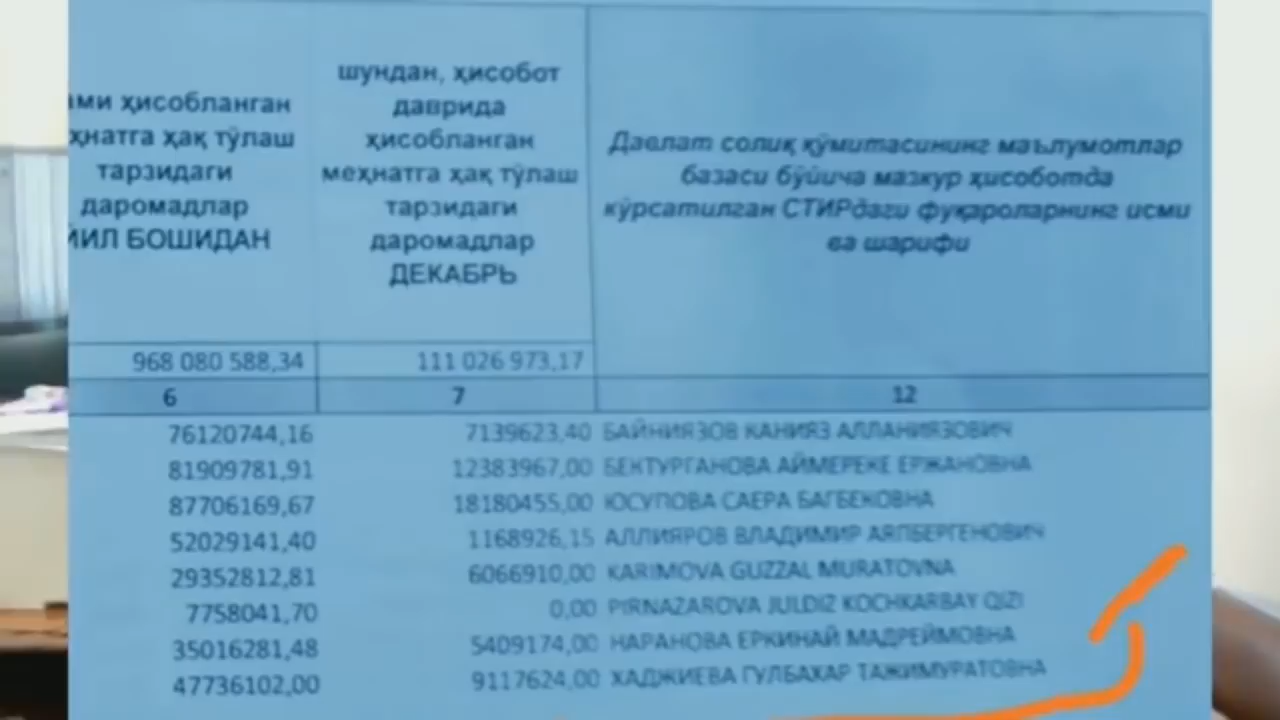 ҳисобланган
ҳақ тўлаш
тарзидаги
даромадлар
ЙИЛ БОШИДАН
шундан, ҳисобот
даврида
ҳисобланган
меҳнатга ҳақ тўлаш
тарзидаги
даромадлар
ДЕКАБРЬ
Давлат солиқ қўмитасининг маълумотлар
базаси бўйича мазкур ҳисоботда
кўрсатилган СТИРдаги фуқароларнинг исми
ва шарифи
968 080 588,34 111 026 973,17
6 7 12
76120744,16 7139623,40 БАЙНИЯЗОВ КАНИЯЗ АЛЛАНИЯЗОВИЧ
81909781,91 12383967,00 БЕКТУРГАНОВА АЙМЕРЕКЕ ЕРЖАНОВНА
87706169,67 18180455,00 ЮСУПОВА САЕРА БАГБЕКОВНА
52029141,40 1168926,15 АЛЛИЯРОВ ВЛАДИМИР
29352812,81 6066910,00 KARIMOVA GUZZAL MURATOVNA
7758041,70 0,00 PIRNAZAROVA JULDIZ KOCHKARBAY QIZI
35016281,48 5409174,00 НАРАНОВА ЕРКИНАЙ МАДРЕЙМОВНА
47736102,00 9117624,00 ХАДЖИЕВА ГУЛБАХАР ТАЖИМУРАТОВНА